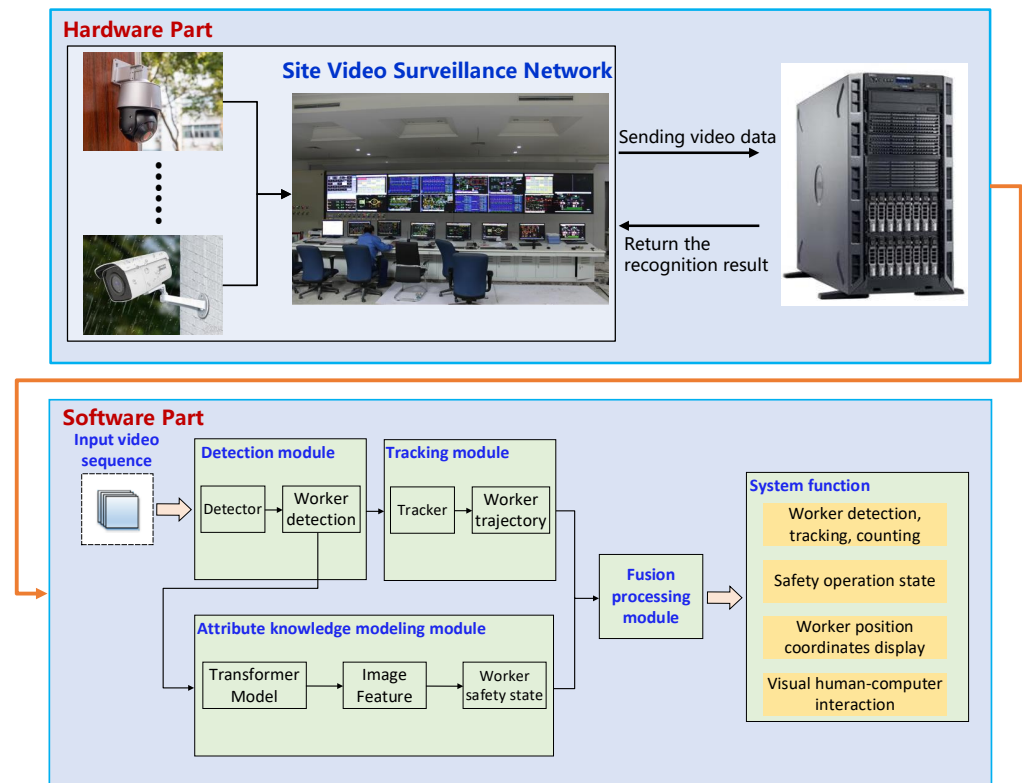 Hardware Part
Site Video Surveillance Network
Sending video data
Return the
recognition result
Software Part
Input video
sequence
Detection module
Detector
Worker
detection
Tracking module
Tracker
Worker
trajectory
Attribute knowledge modeling module
Transformer
Model
Image
Feature
Worker
safety state
Fusion
processing
module
System function
Worker detection,
tracking, counting
Safety operation state
Worker position
coordinates display
Visual human-computer
interaction